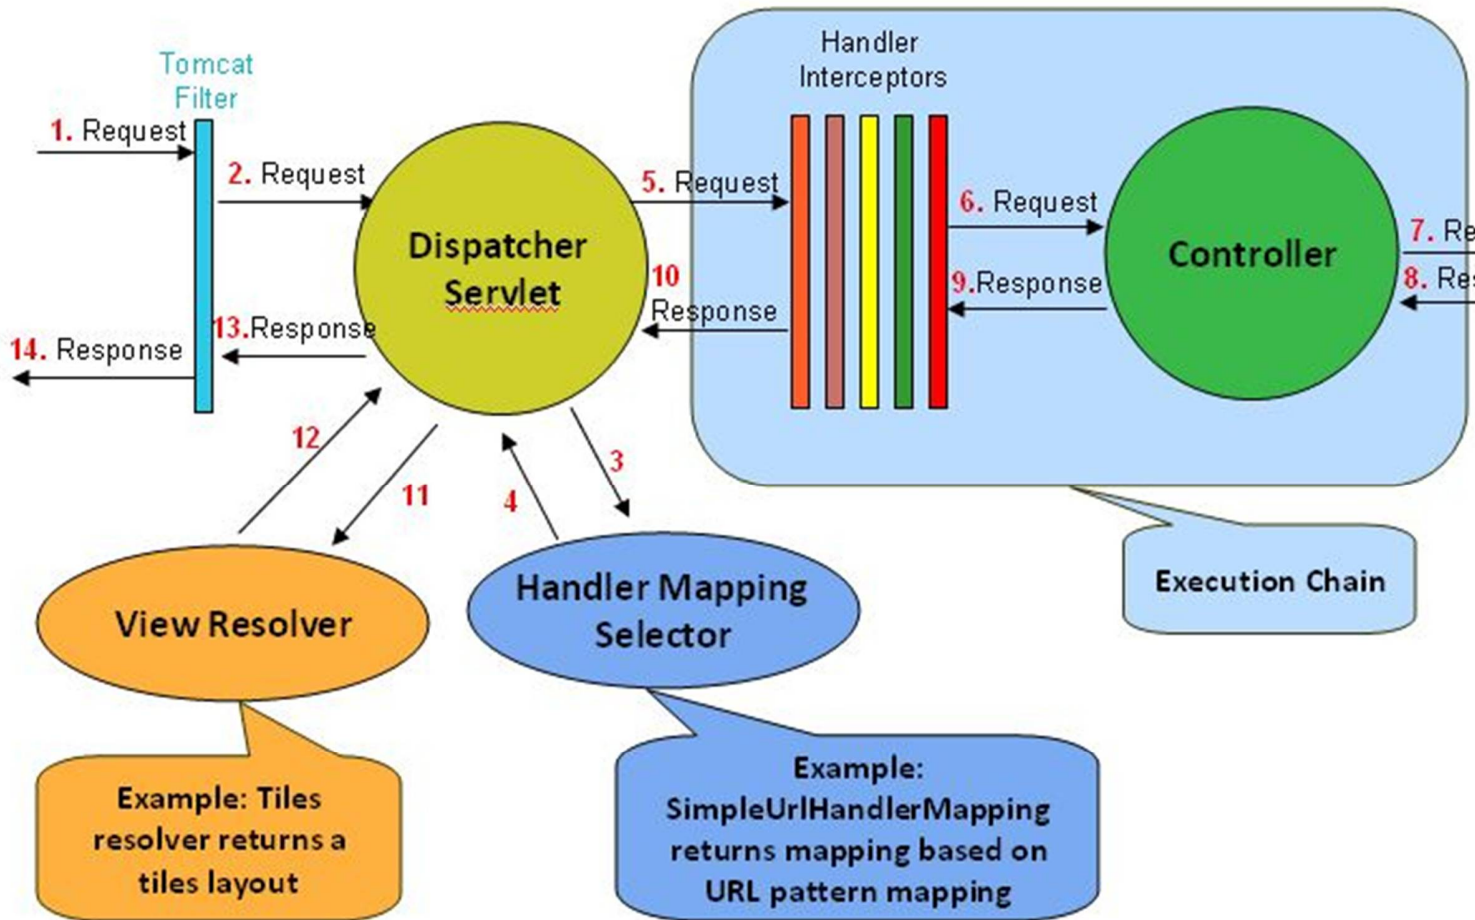 Handler
Interceptors
Tomcat
Filter
1. Request
2. Request
5. Request
6. Request
7.
Dispatcher
Servlet
Controller
10
Response
9.Response
8.
13.Response
14. Response
12
11
3
4
View Resolver
Handler Mapping
Selector
Execution Chain
Example: Tiles
resolver returns a
tiles layout
Example:
SimpleUrlHandlerMapping
returns mapping based on
URL pattern mapping